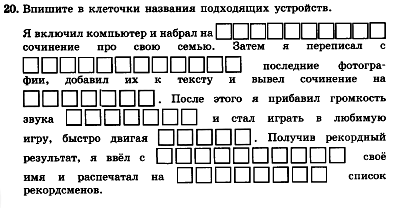 20. Впишите в клеточки названия подходящих устройств.
Я включил компьютер и набрал на
сочинение про свою семью. Затем я переписал с
последние фотогра-
фии, добавил их к тексту и вывел сочинение на
. После этого я прибавил громкость
звука и стал играть в любимую
игру, быстро двигая . Получив рекордный
результат, я ввёл с своё
имя и распечатал на список
рекордсменов.